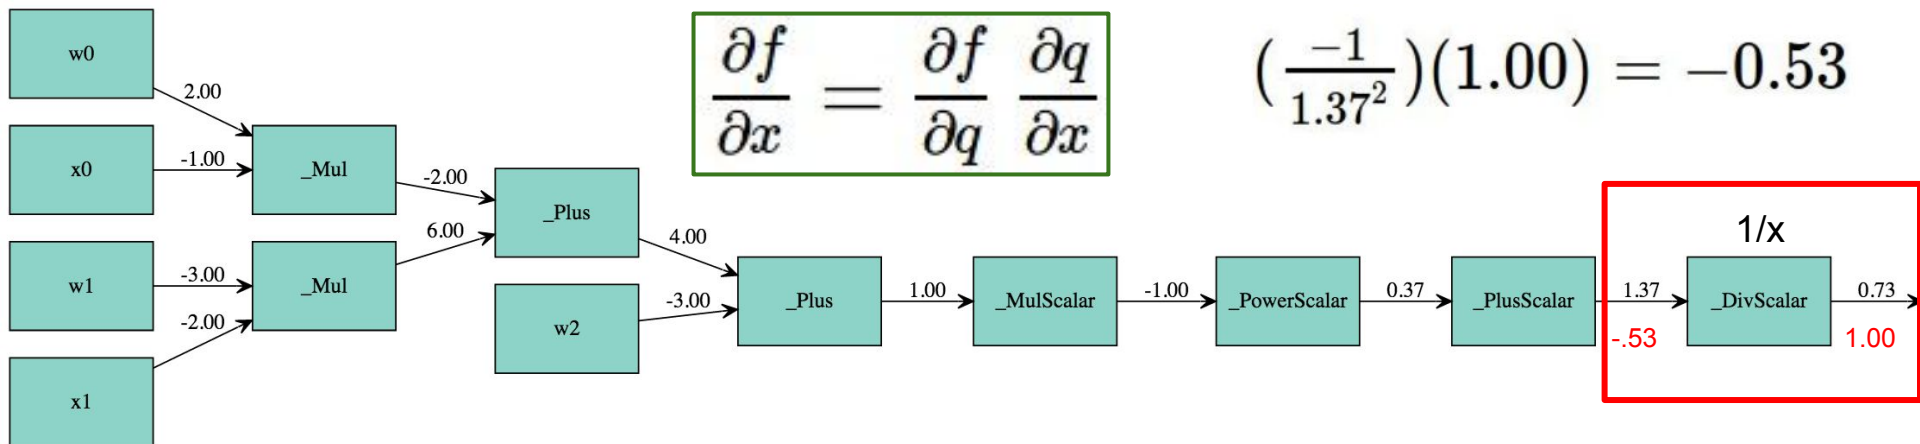 w0
2.00
x0
-1.00
_Mul
-2.00
w1
-3.00
-2.00
_Mul
6.00
x1
_Plus
4.00
w2
-3.00
_Plus
1.00
_MulScalar
-1.00
_PowerScalar
0.37
_PlusScalar
1.37
-.53
1/x
_DivScalar
0.73
1.00
∂f/∂x = ∂f/∂q ∂q/∂x
(-1/1.37²)(1.00) = -0.53